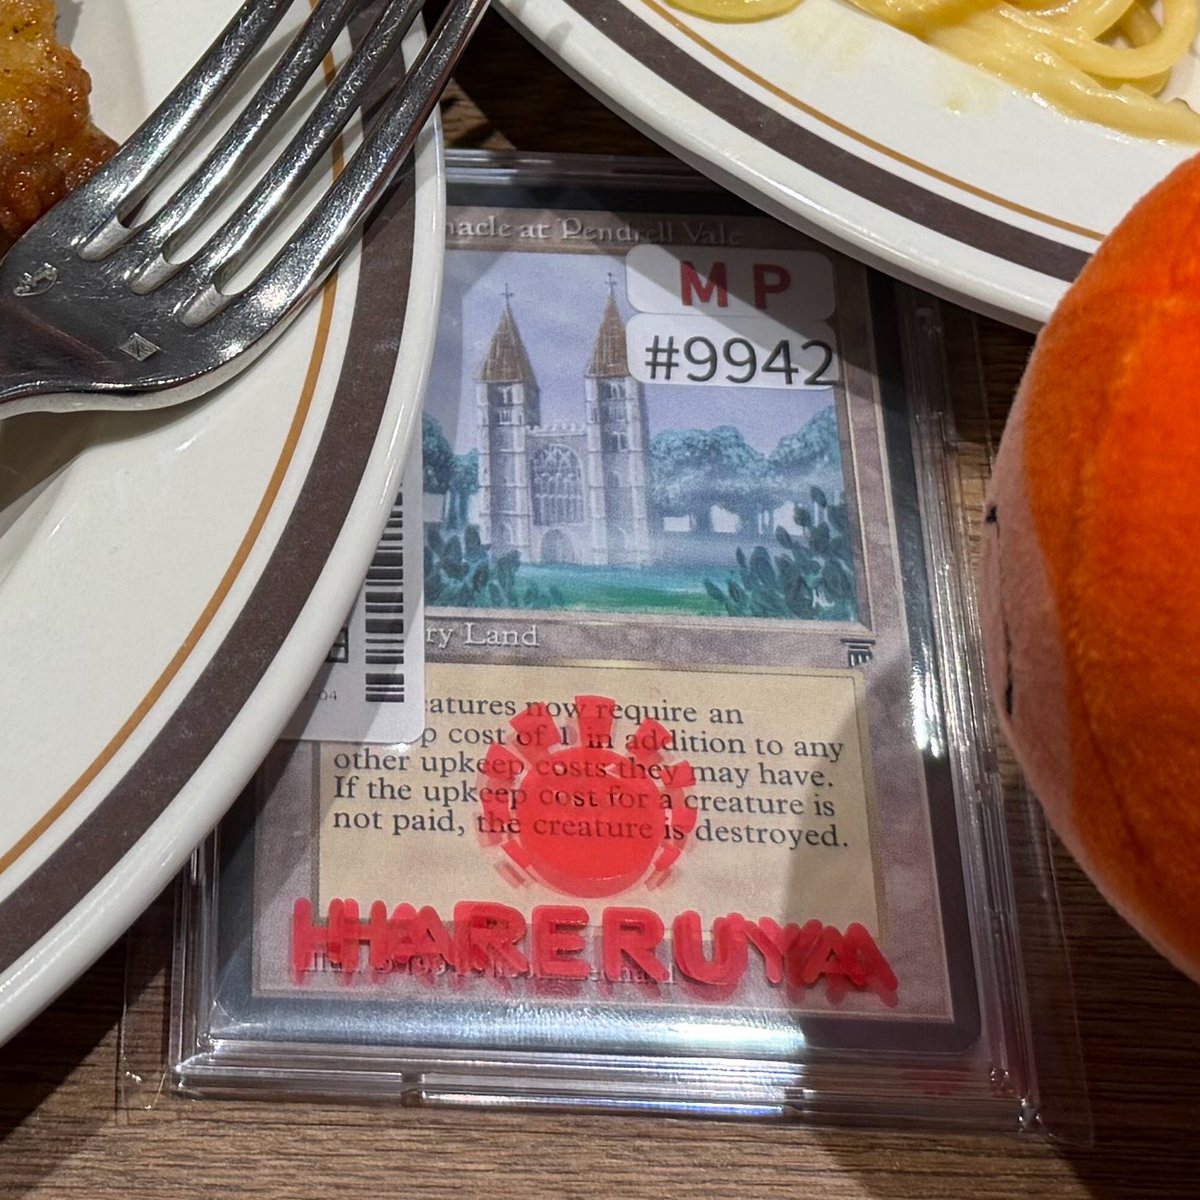 nacle at Pendrell Vale
M P
#9942
ry Land
04
eatures now require an
p cost of 1 in addition to any
other upkeep costs they may have.
If the upkeep cost for a creature is
not paid, the creature is destroyed.
HARERUYA